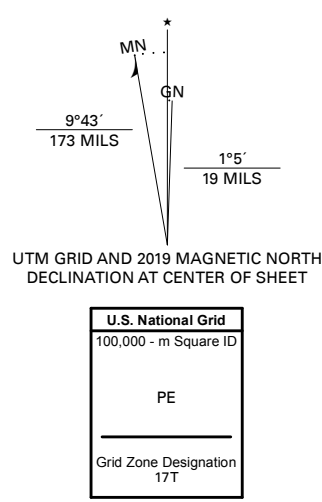 MN
GN
9°43´
173 MILS
1°5´
19 MILS
UTM GRID AND 2019 MAGNETIC NORTH
DECLINATION AT CENTER OF SHEET
U.S. National Grid
100,000 - m Square ID
PE
Grid Zone Designation
17T